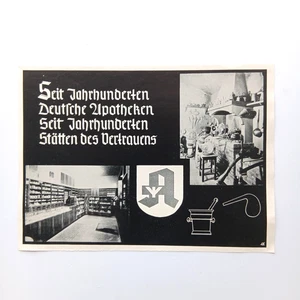 Seit Jahrhunderten
Deutsche Apotheken
Seit Jahrhunderten
Stätten des Vertrauens
A